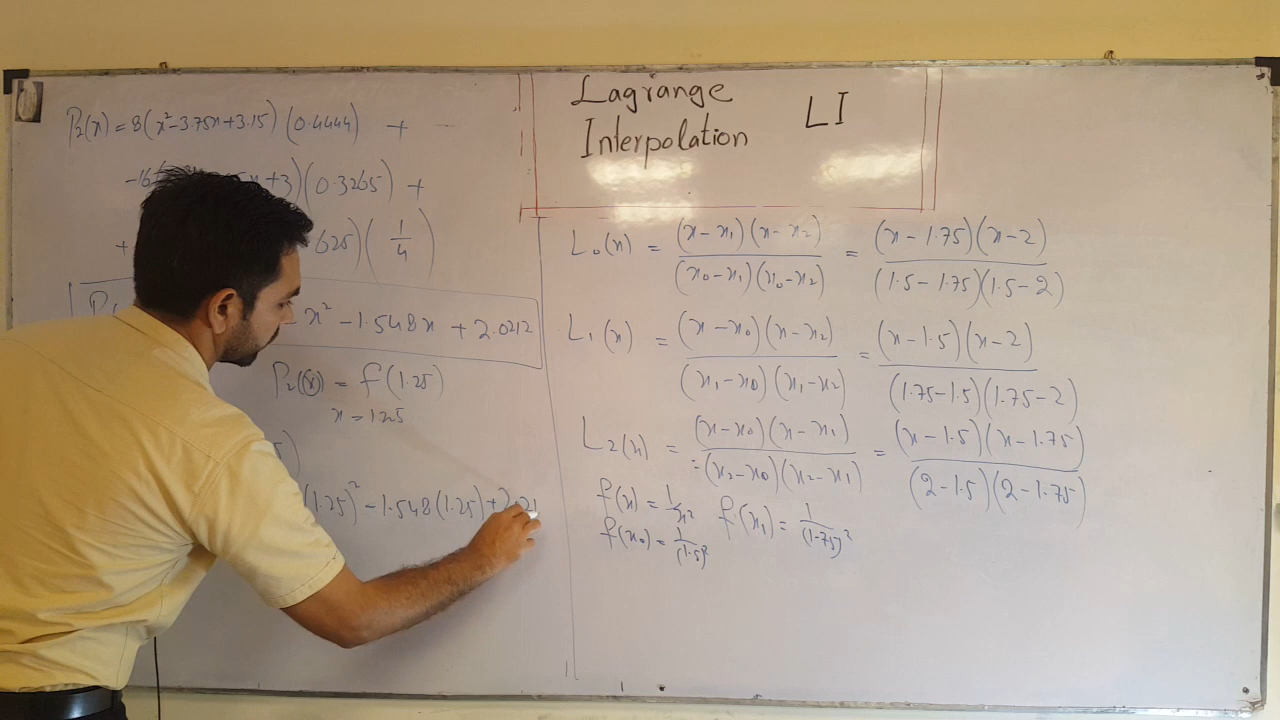 P₂(x) = 8(x²-3.75x+3.15)(0.4444) + --
-16 x+3)(0.3265) +
+ 625)(1/4)
x² -1.548x + 2.0212
P₂(x) = f(1.25)
x = 1.25
(1.25)² -1.548(1.25)+2.021
Lagrange
Interpolation LI
L₀(x) = (x-x₁)(x-x₂)/(x₀-x₁)(x₀-x₂) = (x-1.75)(x-2)/(1.5-1.75)(1.5-2)
L₁(x) = (x-x₀)(x-x₂)/(x₁-x₀)(x₁-x₂) = (x-1.5)(x-2)/(1.75-1.5)(1.75-2)
L₂(x) = (x-x₀)(x-x₁)/(x₂-x₀)(x₂-x₁) = (x-1.5)(x-1.75)/(2-1.5)(2-1.75)
f(x) = 1/x² f(x₁) = 1/(1.75)²
f(x₀) = 1/(1.5)²